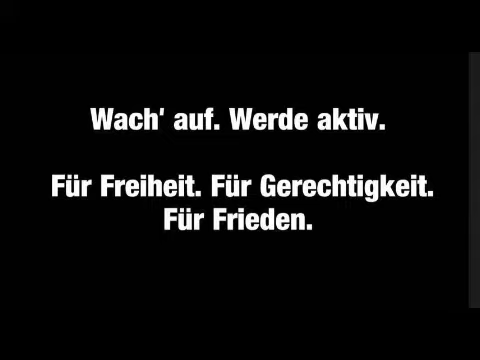 Wach' auf. Werde aktiv.
Für Freiheit. Für Gerechtigkeit.
Für Frieden.